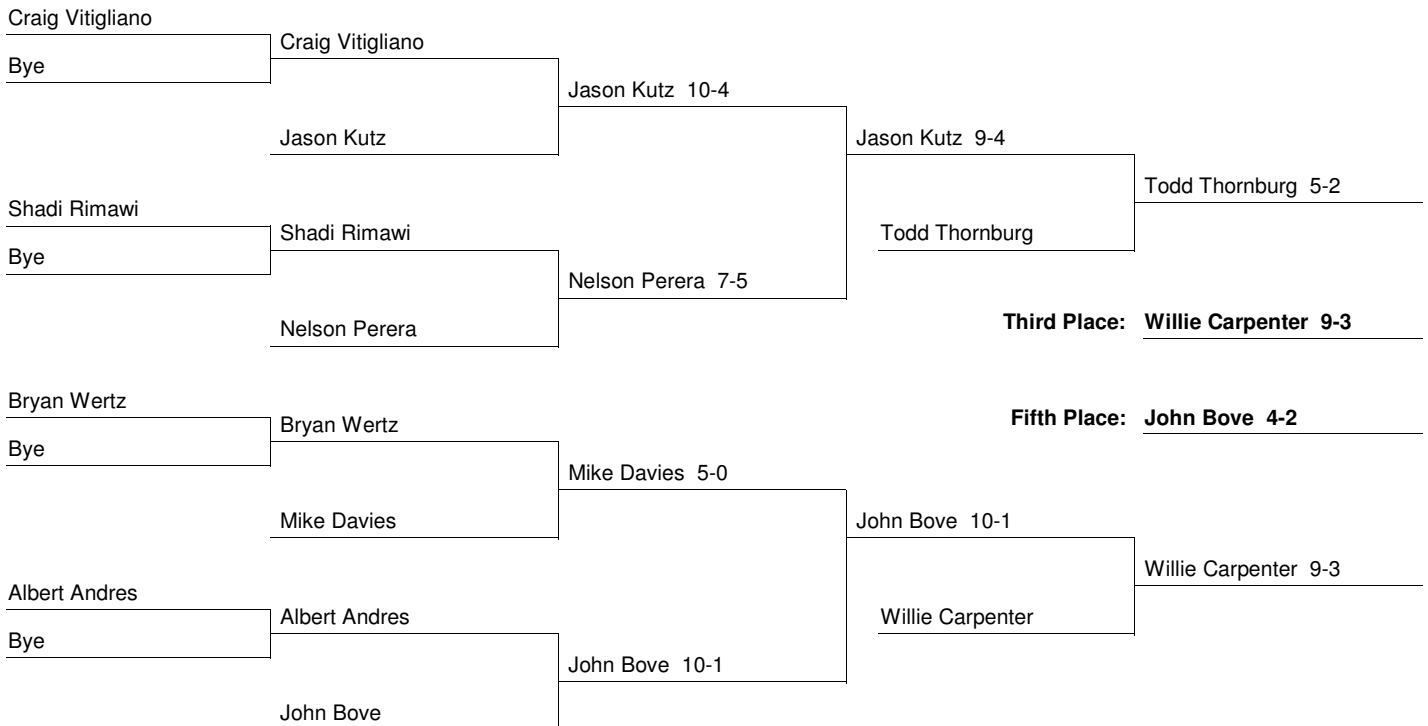 Craig Vitigliano
Craig Vitigliano
Bye
Jason Kutz 10-4
Jason Kutz
Jason Kutz 9-4
Todd Thornburg 5-2
Shadi Rimawi
Shadi Rimawi
Todd Thornburg
Bye
Nelson Perera 7-5
Nelson Perera
Third Place: Willie Carpenter 9-3
Bryan Wertz
Bryan Wertz
Fifth Place: John Bove 4-2
Bye
Mike Davies 5-0
Mike Davies
John Bove 10-1
Willie Carpenter 9-3
Albert Andres
Albert Andres
Willie Carpenter
Bye
John Bove 10-1
John Bove